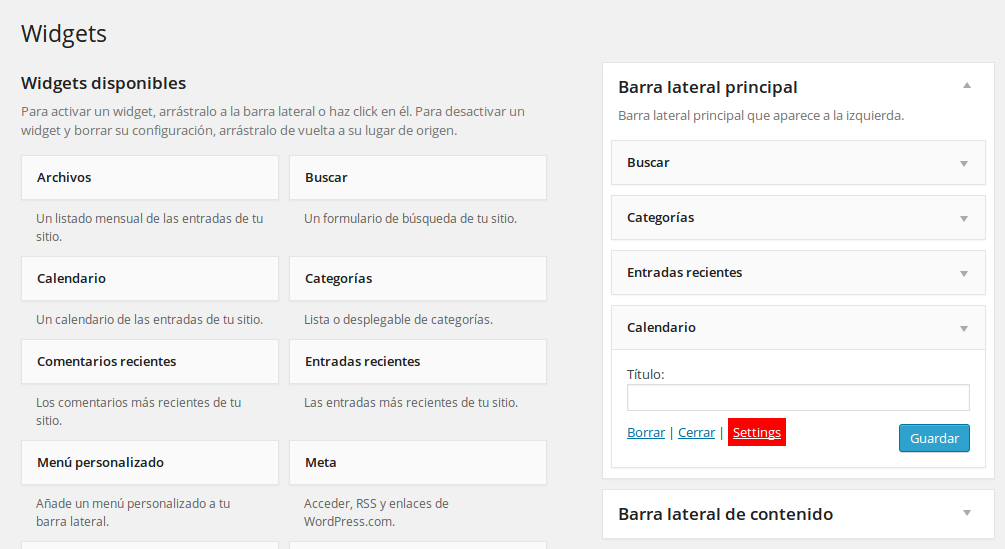 Widgets
Widgets disponibles
Para activar un widget, arrástralo a la barra lateral o haz click en él. Para desactivar un
widget y borrar su configuración, arrástralo de vuelta a su lugar de origen.
Archivos
Un listado mensual de las entradas de tu
sitio.
Buscar
Un formulario de búsqueda de tu sitio.
Calendario
Un calendario de las entradas de tu sitio.
Categorías
Lista o desplegable de categorías.
Comentarios recientes
Los comentarios más recientes de tu
sitio.
Entradas recientes
Las entradas más recientes de tu sitio.
Menú personalizado
Añade un menú personalizado a tu
barra lateral.
Meta
Acceder, RSS y enlaces de
WordPress.com.
Barra lateral principal
Barra lateral principal que aparece a la izquierda.
Buscar
Categorías
Entradas recientes
Calendario
Título:
Borrar | Cerrar | Settings
Guardar
Barra lateral de contenido